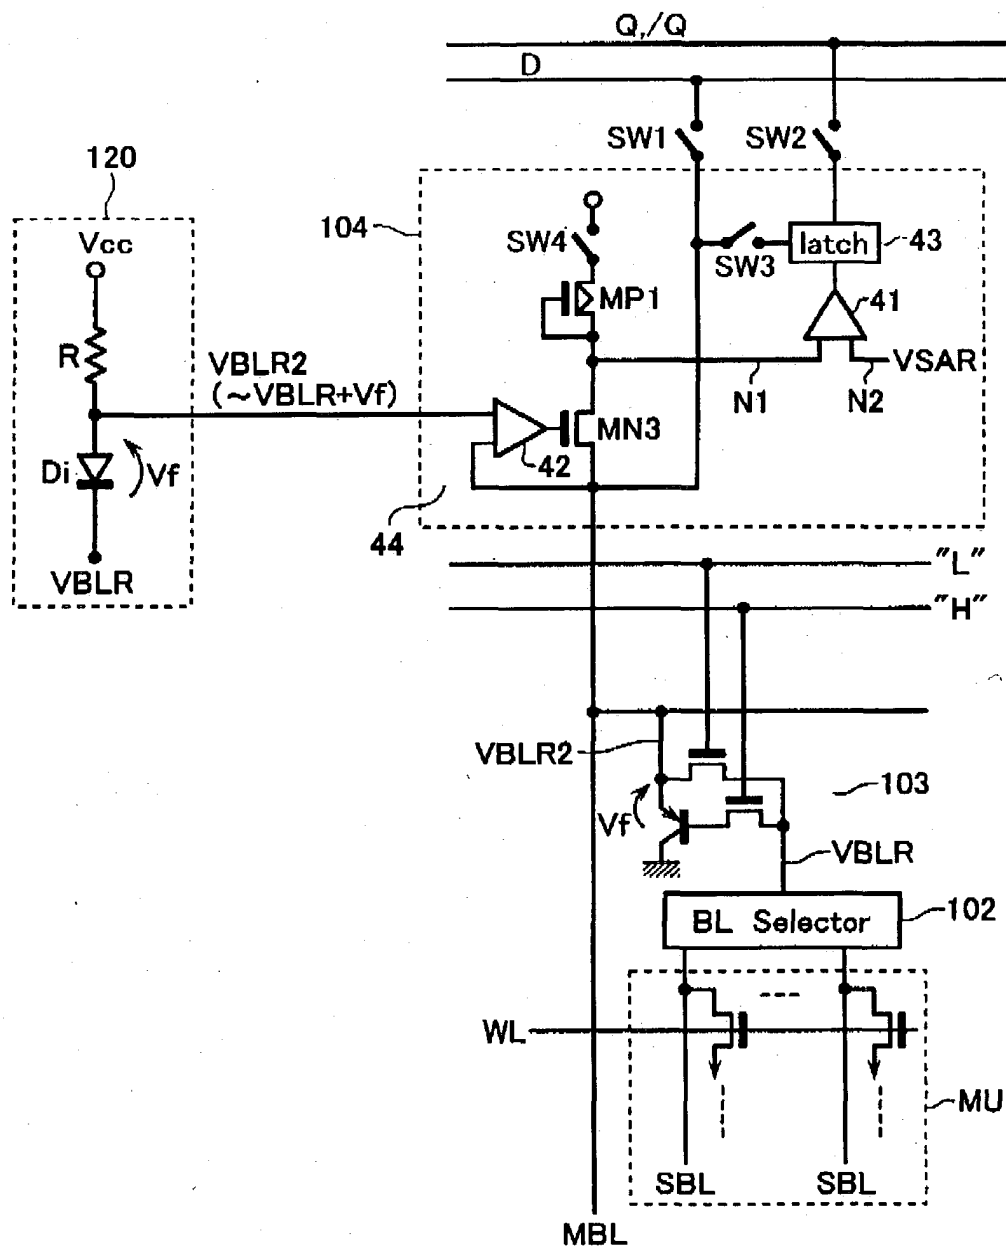 Q,/Q
D
SW1
SW2
120
104
Vcc
SW4
SW3
latch
43
MP1
41
R
VBLR2
(~VBLR+Vf)
N1
N2
VSAR
MN3
42
Di
Vf
44
VBLR
"L"
"H"
VBLR2
103
Vf
VBLR
BL Selector
102
WL
MU
SBL
SBL
MBL